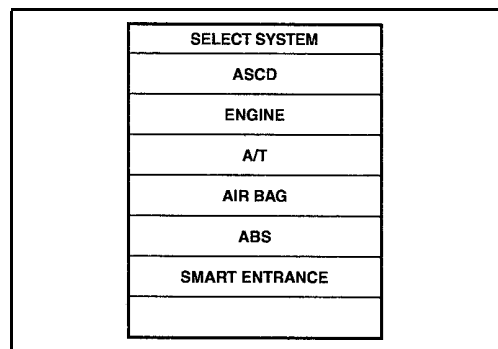 SELECT SYSTEM
ASCD
ENGINE
A/T
AIR BAG
ABS
SMART ENTRANCE